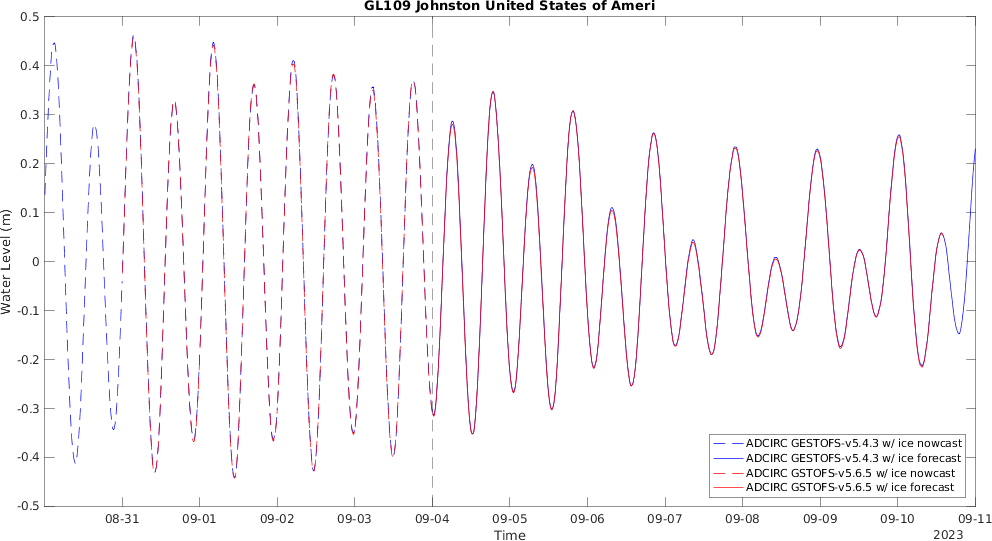 GL109 Johnston United States of Ameri
0.5
0.4
0.3
0.2
0.1
0
-0.1
-0.2
-0.3
-0.4
-0.5
Water Level (m)
ADCIRC GESTOFS-v5.4.3 w/ ice nowcast
ADCIRC GESTOFS-v5.4.3 w/ ice forecast
ADCIRC GSTOFS-v5.6.5 w/ ice nowcast
ADCIRC GSTOFS-v5.6.5 w/ ice forecast
08-31 09-01 09-02 09-03 09-04 09-05 09-06 09-07 09-08 09-09 09-10 09-11
Time
2023